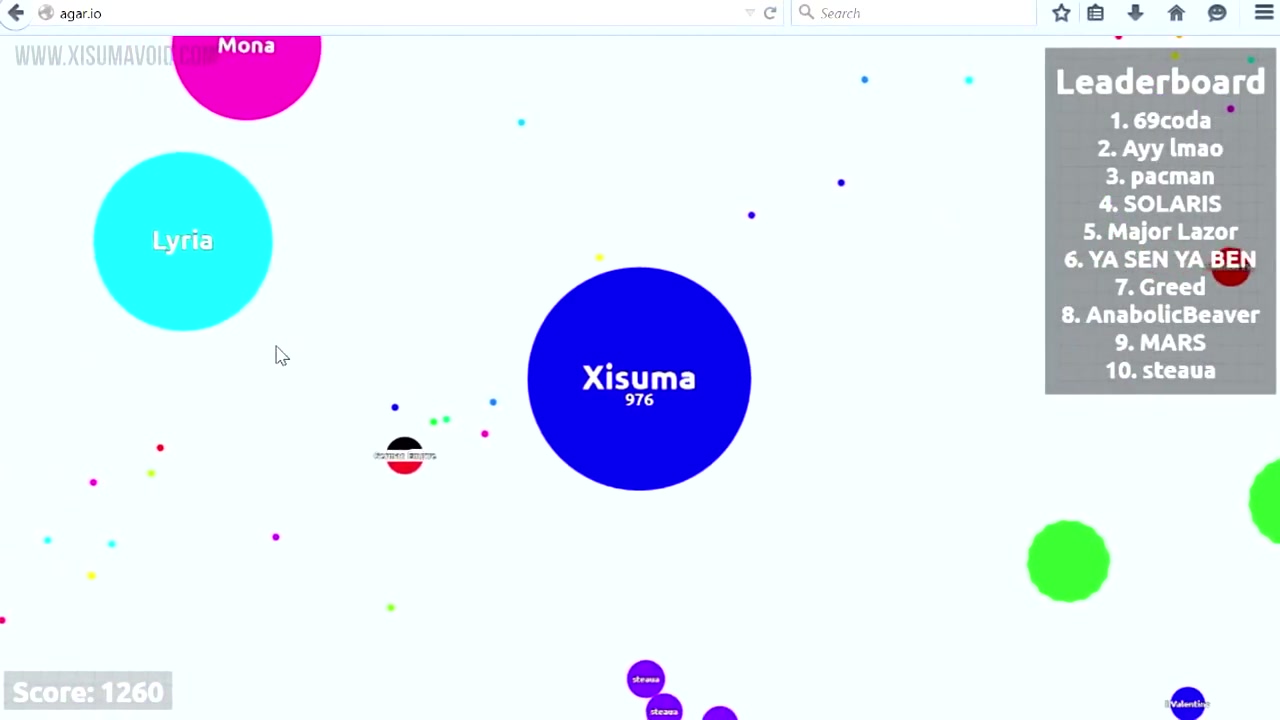 agar.io
Search
WWW.XISUMAVOID.COM
Mona
Leaderboard
1. 69coda
2. Ayy lmao
3. pacman
4. SOLARIS
5. Major Lazor
6. YA SEN YA BEN
7. Greed
8. AnabolicBeaver
9. MARS
10. steaua
Lyria
Xisuma
976
steaua
steaua
Score: 1260